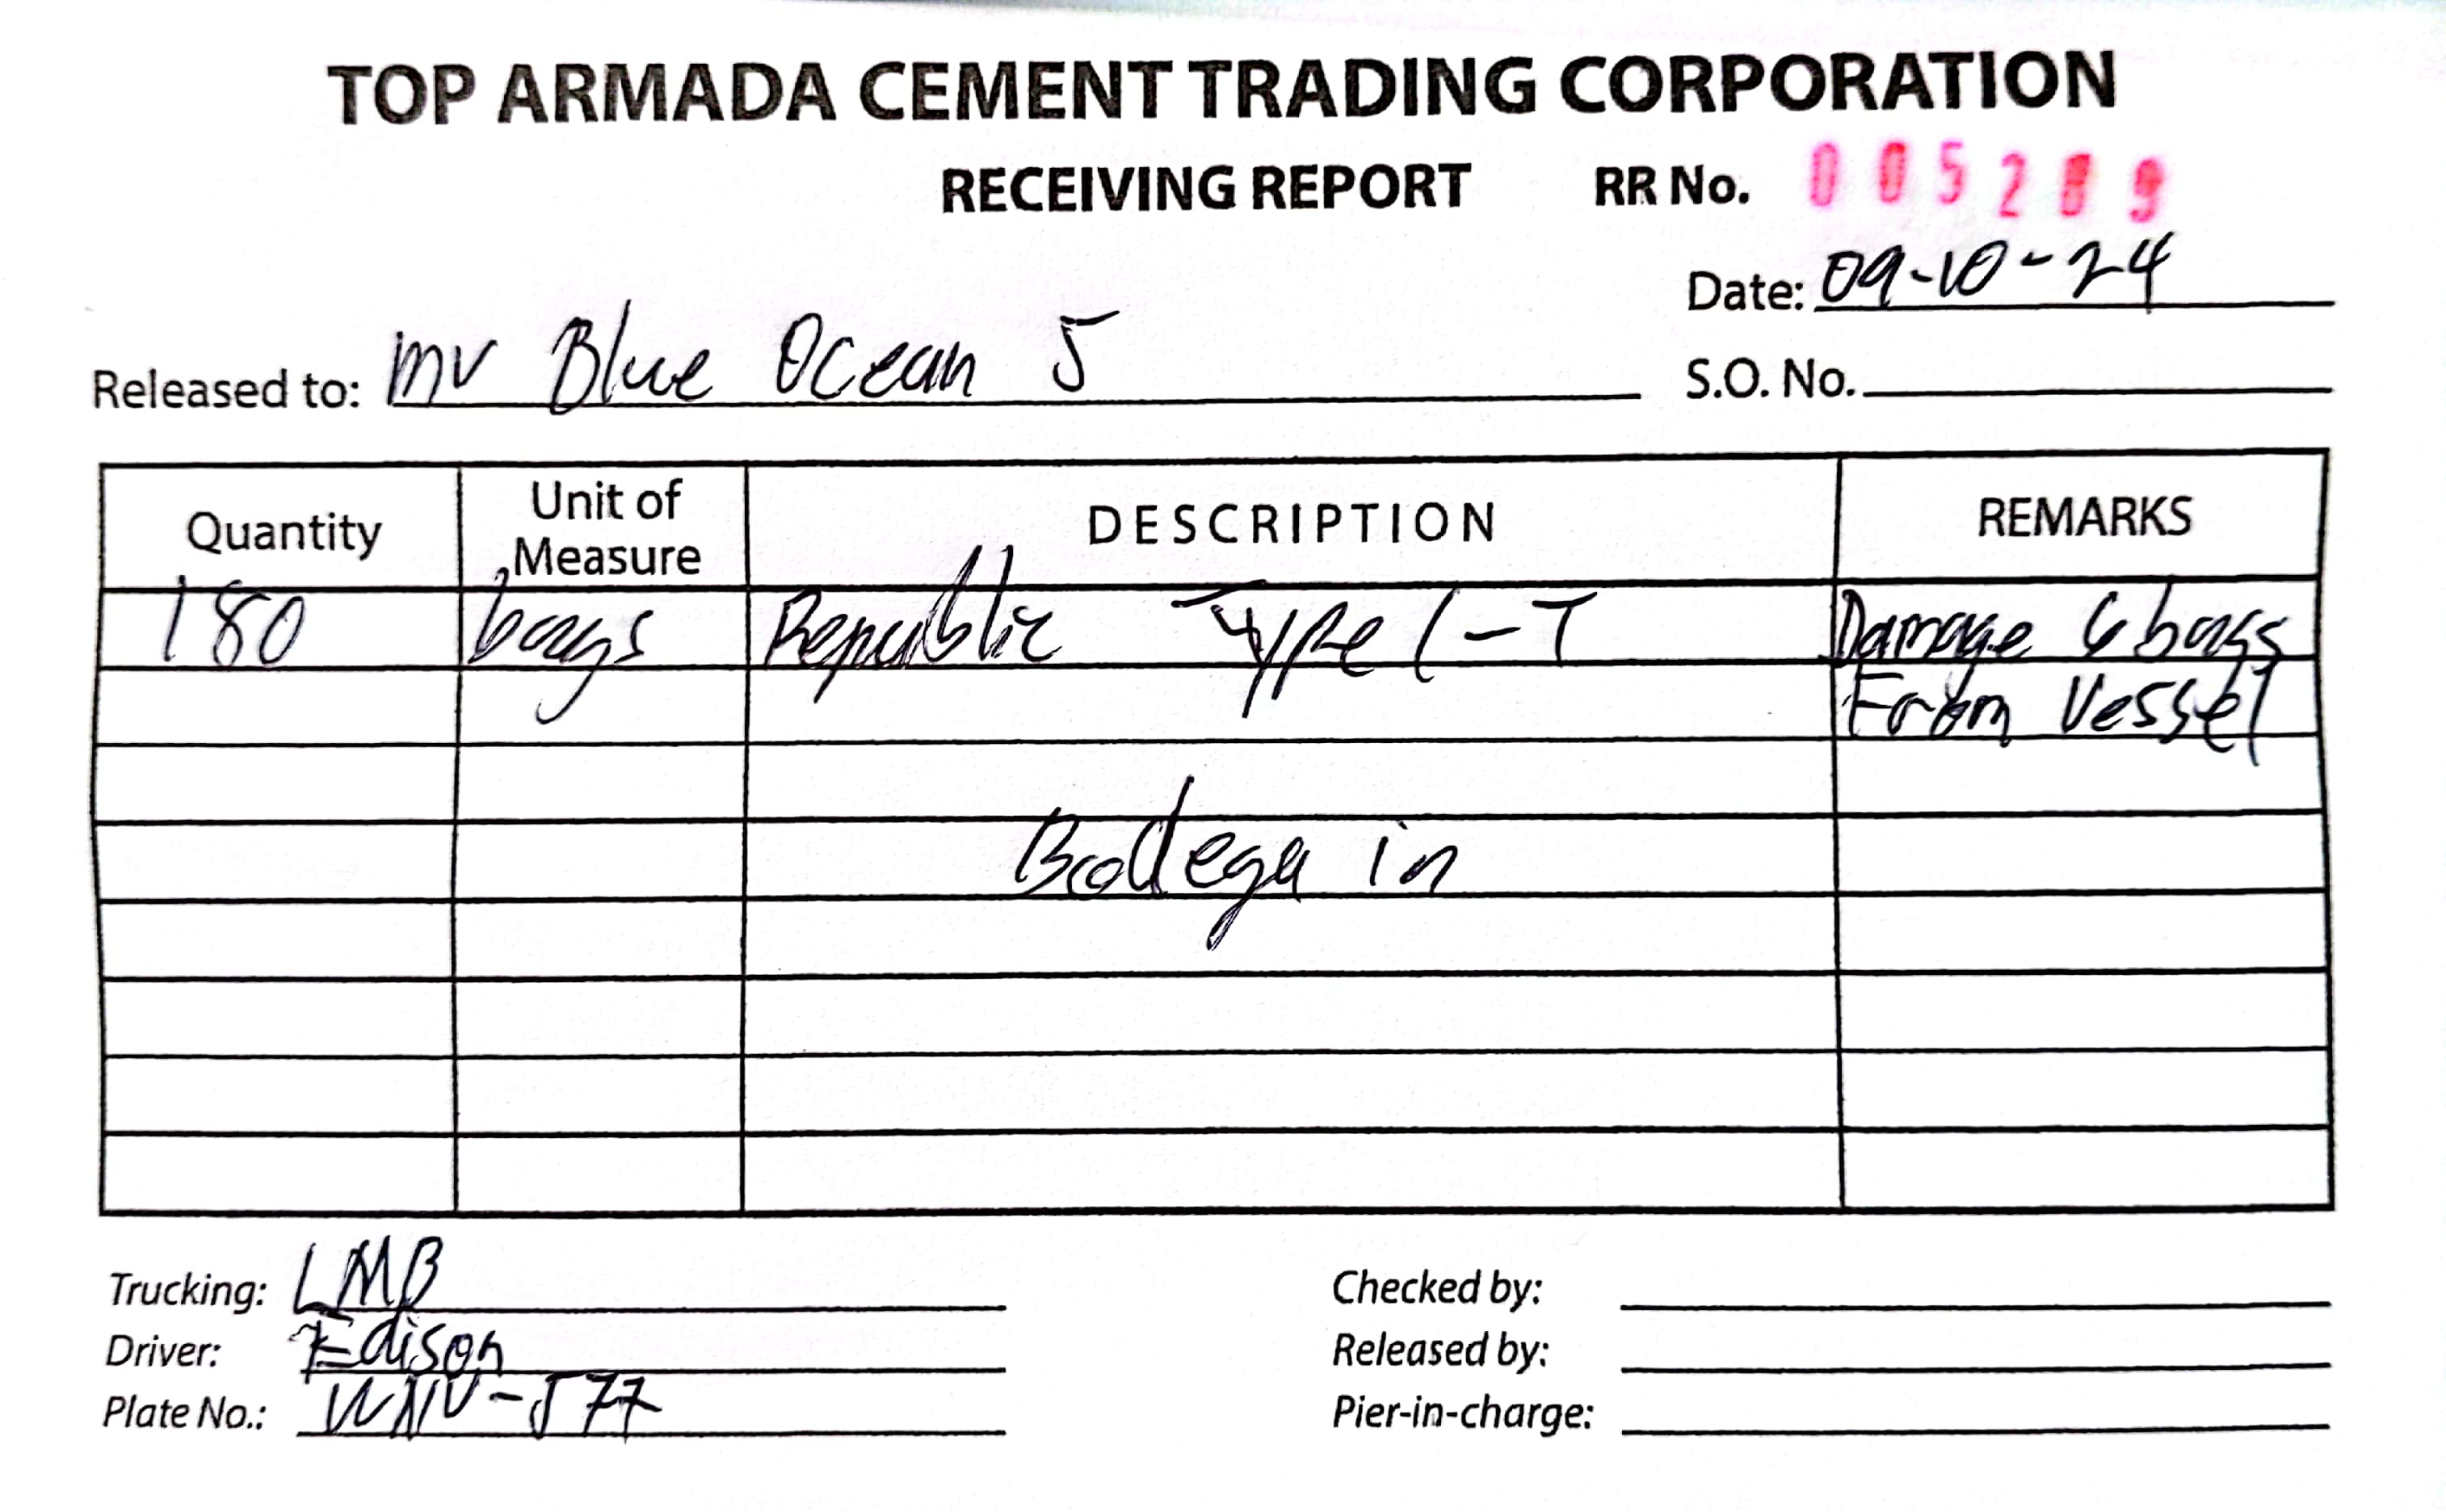 TOP ARMADA CEMENT TRADING CORPORATION
RECEIVING REPORT RR No. 005289
Date: 09-10-24
Released to: MV Blue Ocean 5 S.O. No.
Quantity Unit of Measure DESCRIPTION REMARKS
180 bags Republic Type 1-T Damage 6 bags
From Vessel
Bodega in
Trucking: LMB Checked by:
Driver: Edison Released by:
Plate No.: WNV-577 Pier-in-charge: